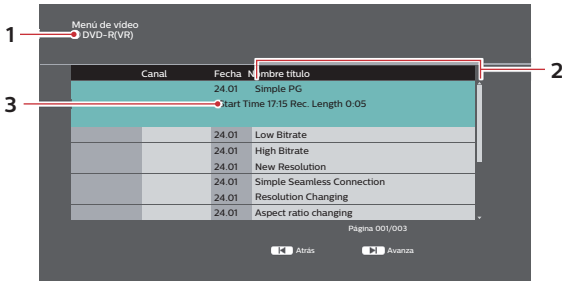 Menú de vídeo
1 DVD-R(VR)
Canal Fecha Nombre título 2
24.01 Simple PG
3 Start Time 17:15 Rec. Length 0:05
24.01 Low Bitrate
24.01 High Bitrate
24.01 New Resolution
24.01 Simple Seamless Connection
24.01 Resolution Changing
24.01 Aspect ratio changing
Página 001/003
Atrás Avanza